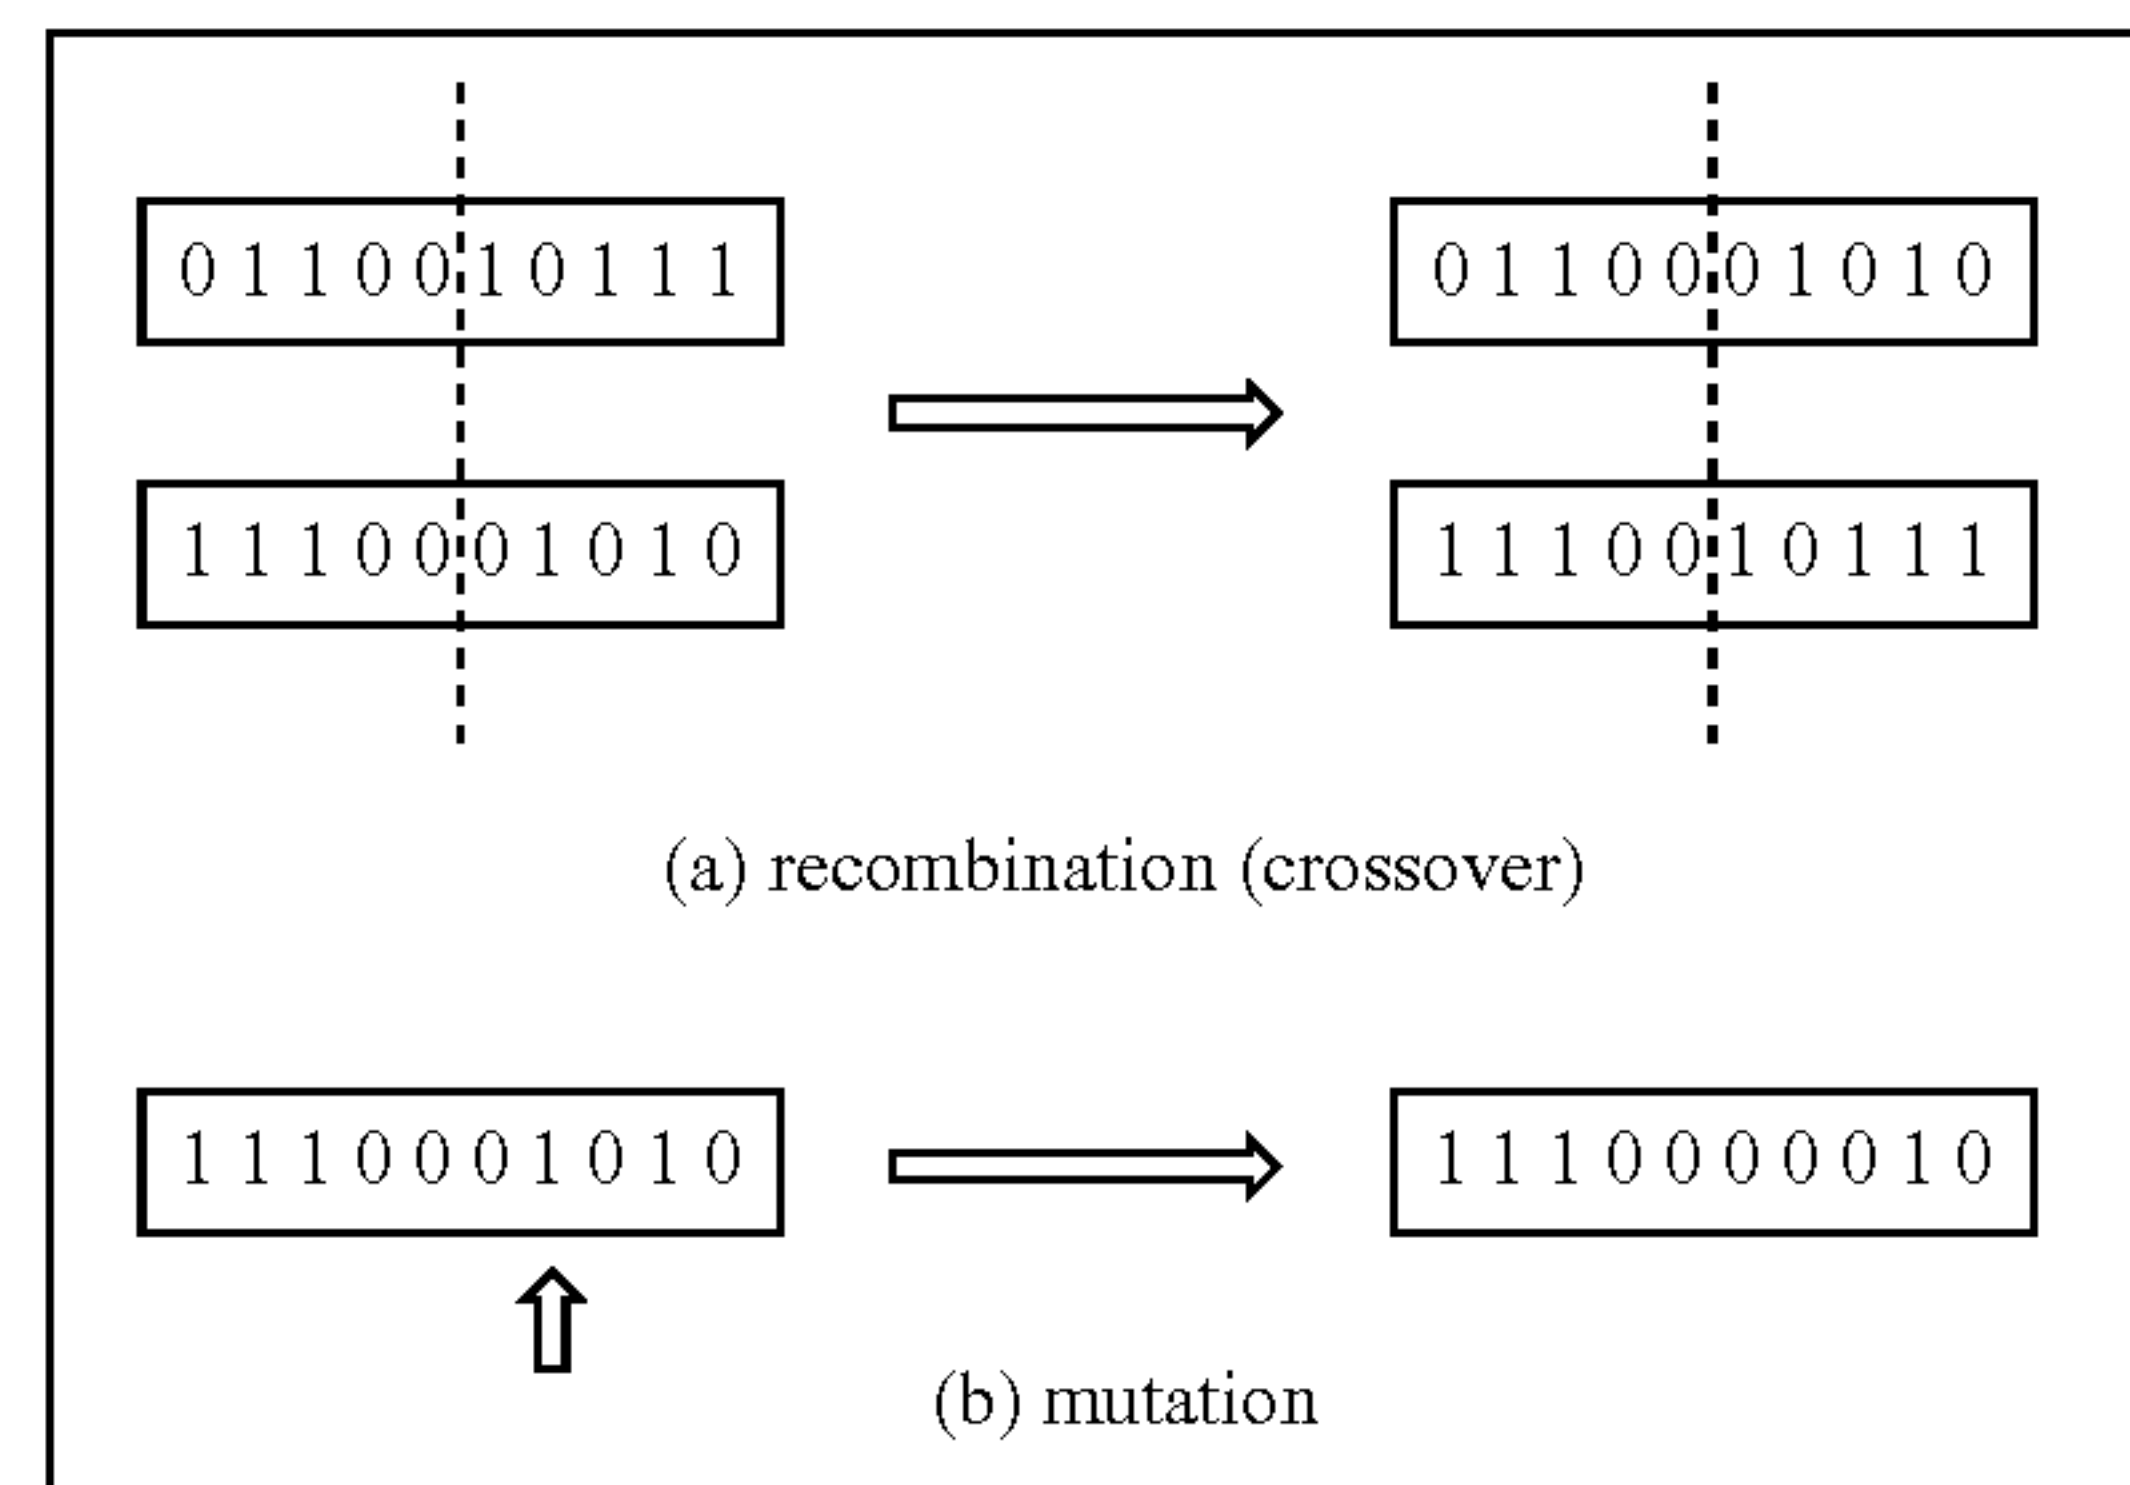 0 1 1 0 0 1 0 1 1 1
0 1 1 0 0 0 1 0 1 0
1 1 1 0 0 0 1 0 1 0
1 1 1 0 0 1 0 1 1 1
(a) recombination (crossover)
1 1 1 0 0 0 1 0 1 0
1 1 1 0 0 0 0 0 1 0
(b) mutation